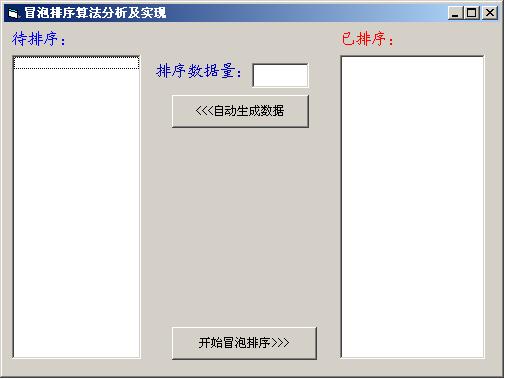 冒泡排序算法分析及实现
待排序：
已排序：
排序数据量：
<<<自动生成数据
开始冒泡排序>>>